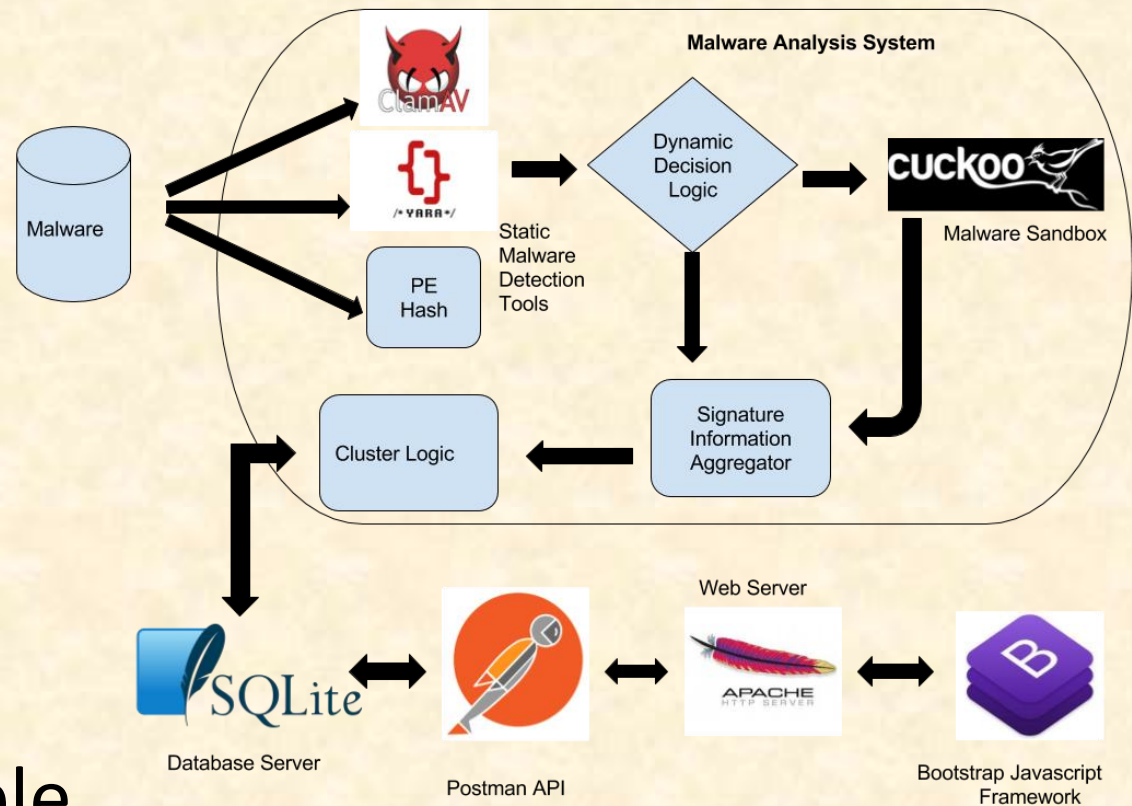 Malware Analysis System
ClamAV
Malware
/* YARA */
Static
Malware
Detection
Tools
PE
Hash
Dynamic
Decision
Logic
cuckoo
Malware Sandbox
Cluster Logic
Signature
Information
Aggregator
SQLite
Database Server
Postman API
Web Server
APACHE
HTTP SERVER
B
Bootstrap Javascript
Framework